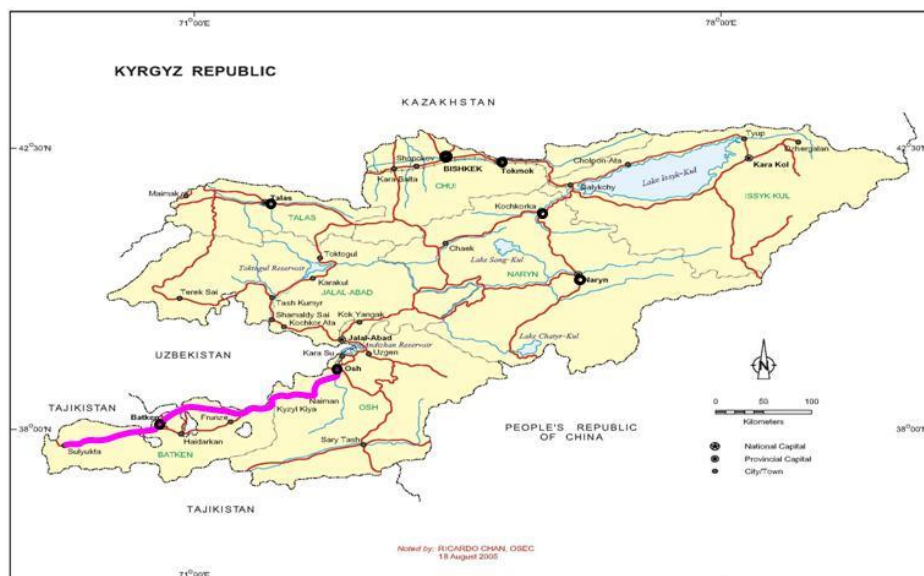 71°00'E
78°00'E
KYRGYZ REPUBLIC
KAZAKHSTAN
42°30'N
42°30'N
Tyup
Dzhergalan
Shopokov
BISHKEK
Kara Balta
CHUI
Tokmok
Cholpon-Ata
Kara Kol
Lake Issyk-Kul
Balykchy
ISSYK KUL
Maimak
Talas
TALAS
Kochkorka
Chaek
Toktogul
Toktogul Reservoir
Lake Song-Kul
NARYN
Naryn
Karakul
JALAL-ABAD
Terek Sai
Tash Kumyr
Shamaldy Sai
Kochkor Ata
Kok Yangak
Jalal-Abad
Andizhan Reservoir
Lake Chatyr-Kul
UZBEKISTAN
Kara Su
Uzgen
Osh
TAJIKISTAN
Naiman
Kyzyl Kiya
OSH
Batken
Frunze
38°00'N
38°00'N
Haidarkan
Sulyukta
BATKEN
Sary Tash
PEOPLE'S REPUBLIC
OF CHINA
N
0 50 100
Kilometers
National Capital
Provincial Capital
City/Town
TAJIKISTAN
Noted by: RICARDO CHAN, OSEC
18 August 2005
71°00'E